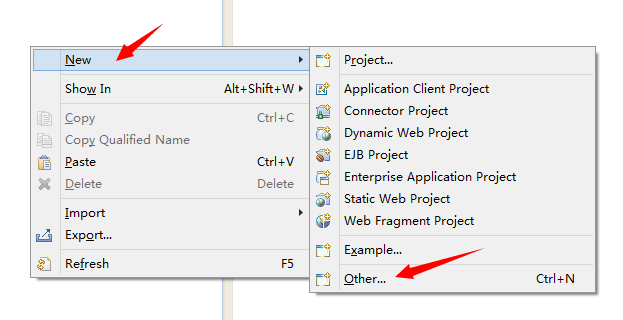 New
Show In Alt+Shift+W
Copy Ctrl+C
Copy Qualified Name
Paste Ctrl+V
Delete Delete
Import
Export...
Refresh F5
Project...
Application Client Project
Connector Project
Dynamic Web Project
EJB Project
Enterprise Application Project
Static Web Project
Web Fragment Project
Example...
Other... Ctrl+N